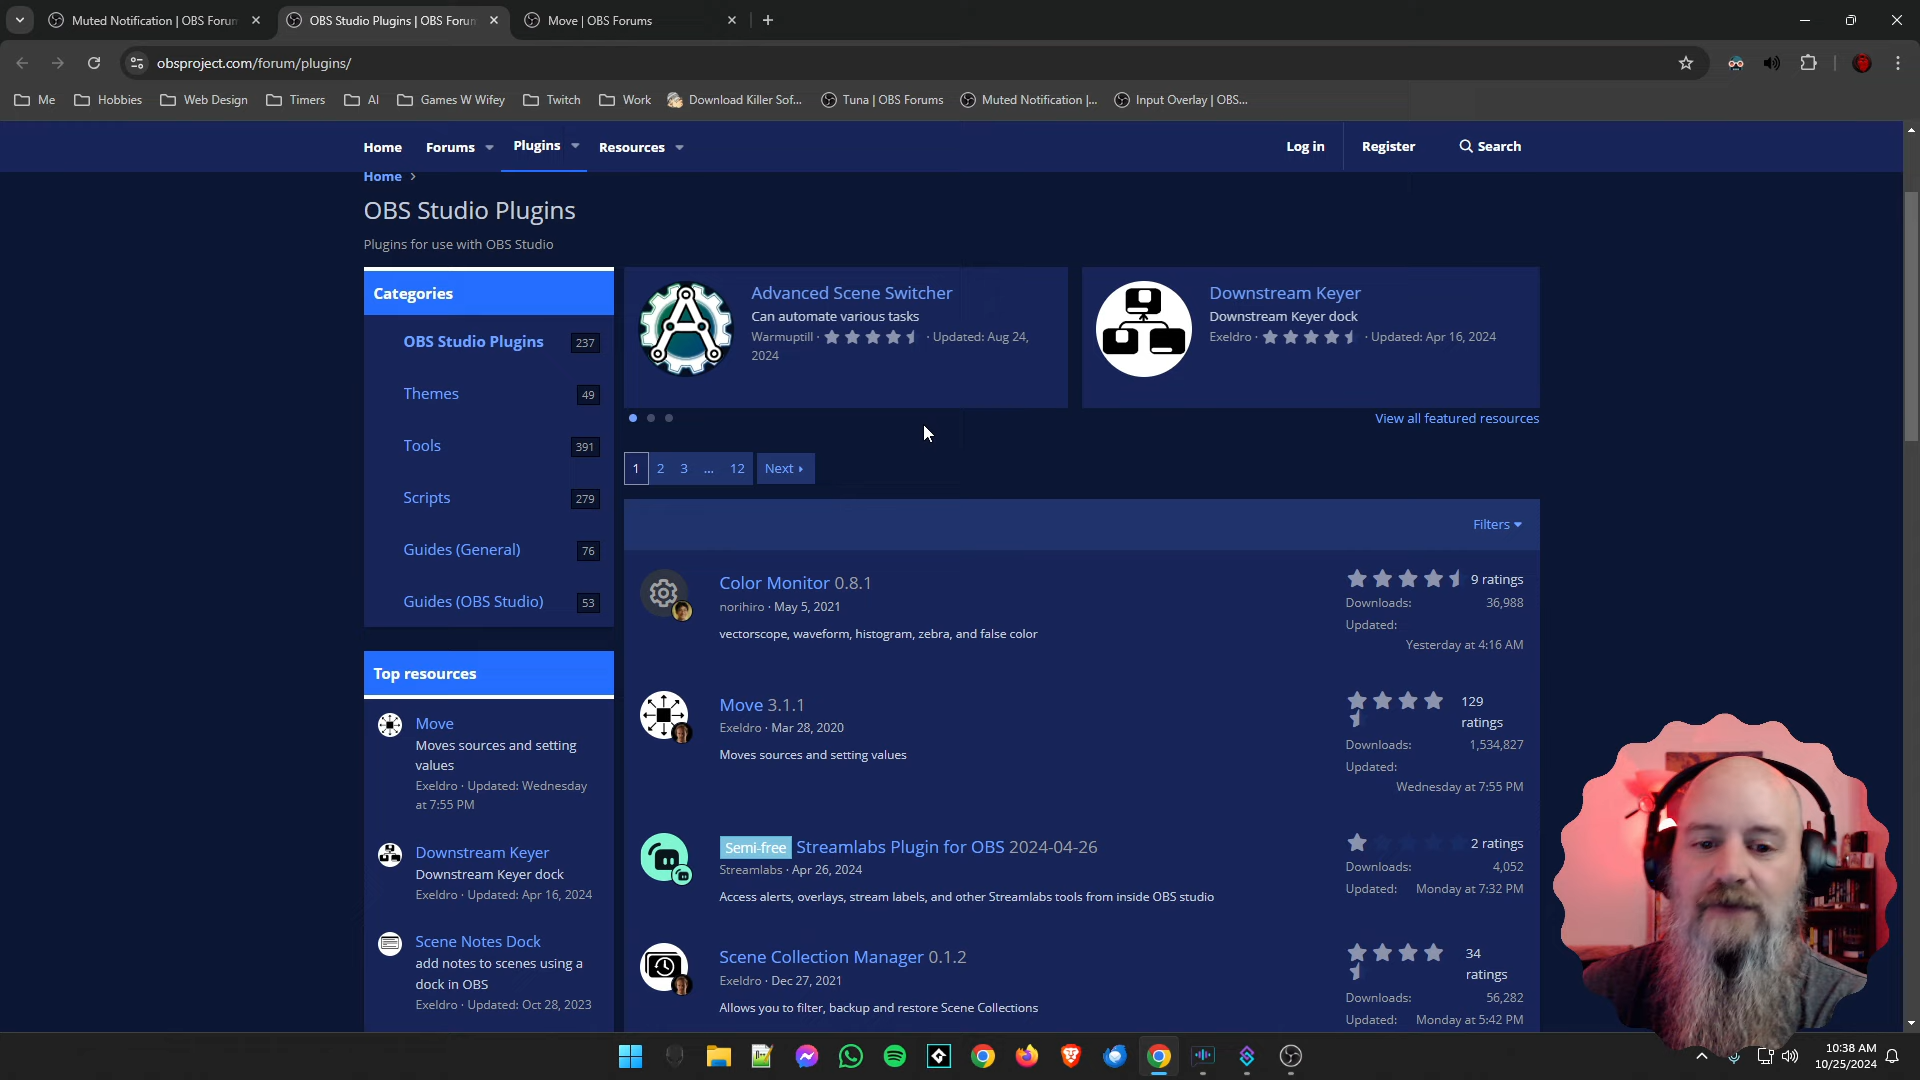 Muted Notification | OBS Forum
OBS Studio Plugins | OBS Forum
Move | OBS Forums
obsproject.com/forum/plugins/
Me
Hobbies
Web Design
Timers
AI
Games W Wifey
Twitch
Work
Download Killer Sof...
Tuna | OBS Forums
Muted Notification |...
Input Overlay | OBS...
Home
Forums
Plugins
Resources
Log in
Register
Search
Home
OBS Studio Plugins
Plugins for use with OBS Studio
Categories
OBS Studio Plugins 237
Themes 49
Tools 391
Scripts 279
Guides (General) 76
Guides (OBS Studio) 53
Top resources
Move
Moves sources and setting
values
Exeldro · Updated: Wednesday
at 7:55 PM
Downstream Keyer
Downstream Keyer dock
Exeldro · Updated: Apr 16, 2024
Scene Notes Dock
add notes to scenes using a
dock in OBS
Exeldro · Updated: Oct 28, 2023
Advanced Scene Switcher
Can automate various tasks
Warmuptill · Updated: Aug 24,
2024
Downstream Keyer
Downstream Keyer dock
Exeldro · Updated: Apr 16, 2024
View all featured resources
1 2 3 ... 12 Next
Filters
Color Monitor 0.8.1
norihiro · May 5, 2021
vectorscope, waveform, histogram, zebra, and false color
9 ratings
Downloads: 36,988
Updated:
Yesterday at 4:16 AM
Move 3.1.1
Exeldro · Mar 28, 2020
Moves sources and setting values
129
ratings
Downloads: 1,534,827
Updated:
Wednesday at 7:55 PM
Semi-free Streamlabs Plugin for OBS 2024-04-26
Streamlabs · Apr 26, 2024
Access alerts, overlays, stream labels, and other Streamlabs tools from inside OBS studio
2 ratings
Downloads: 4,052
Updated: Monday at 7:32 PM
Scene Collection Manager 0.1.2
Exeldro · Dec 27, 2021
Allows you to filter, backup and restore Scene Collections
34
ratings
Downloads: 56,282
Updated: Monday at 5:42 PM
10:38 AM
10/25/2024